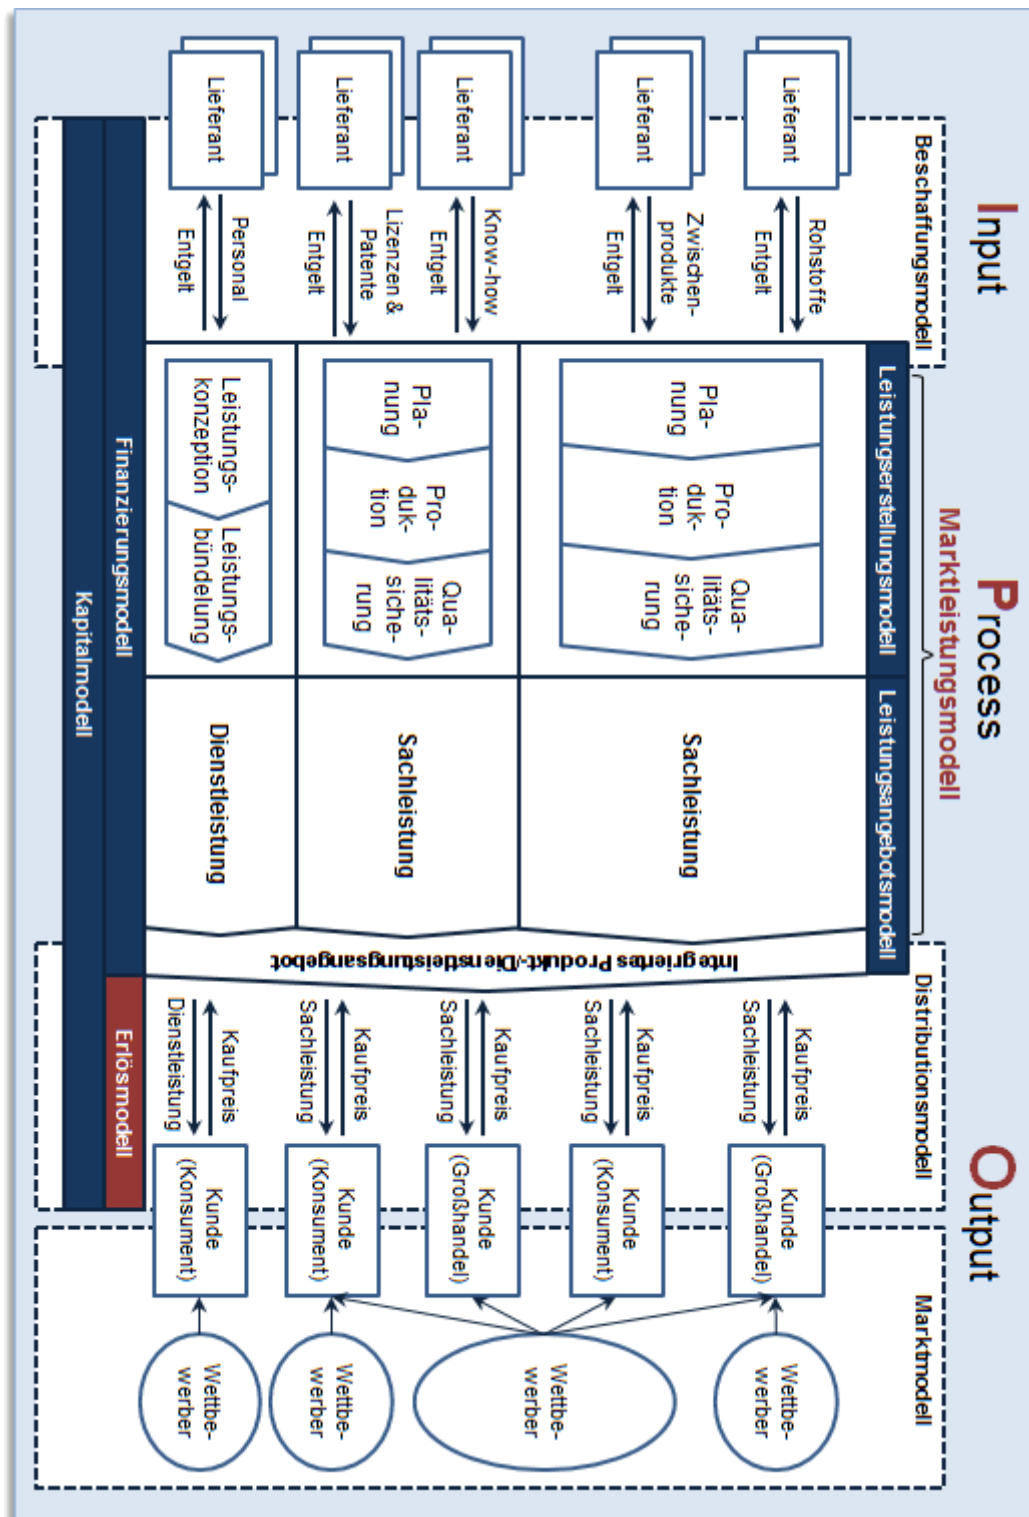 Input
Process
Output
Marktleistungsmodell
Beschaffungsmodell
Leistungserstellungsmodell
Leistungsangebotsmodell
Distributionsmodell
Marktmodell
Lieferant
Rohstoffe
Entgelt
Lieferant
Zwischen-
produkte
Entgelt
Lieferant
Know-how
Entgelt
Lieferant
Lizenzen &
Patente
Entgelt
Lieferant
Personal
Entgelt
Pla-
nung
Pro-
duk-
tion
Qua-
litäts-
siche-
rung
Sachleistung
Pla-
nung
Pro-
duk-
tion
Qua-
litäts-
siche-
rung
Sachleistung
Leistungs-
konzeption
Leistungs-
bündelung
Dienstleistung
Integriertes Produkt-/Dienstleistungsangebot
Kaufpreis
Sachleistung
Kunde
(Großhandel)
Kaufpreis
Sachleistung
Kunde
(Konsument)
Kaufpreis
Sachleistung
Kunde
(Großhandel)
Kaufpreis
Sachleistung
Kunde
(Konsument)
Kaufpreis
Dienstleistung
Kunde
(Konsument)
Wettbe-
werber
Wettbe-
werber
Wettbe-
werber
Wettbe-
werber
Finanzierungsmodell
Erlösmodell
Kapitalmodell